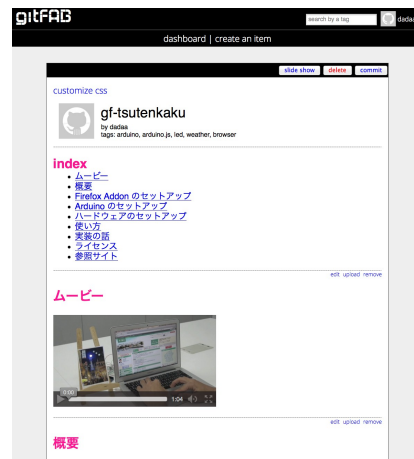 gitFAB
search by a tag
dadaa
dashboard | create an item
slide show delete commit
customize css
gf-tsutenkaku
by dadaa
tags: arduino, arduino.js, led, weather, browser
index
ムービー
概要
Firefox Addon のセットアップ
Arduino のセットアップ
ハードウェアのセットアップ
使い方
実装の話
ライセンス
参照サイト
edit upload remove
ムービー
0:00
1:04
edit upload remove
概要